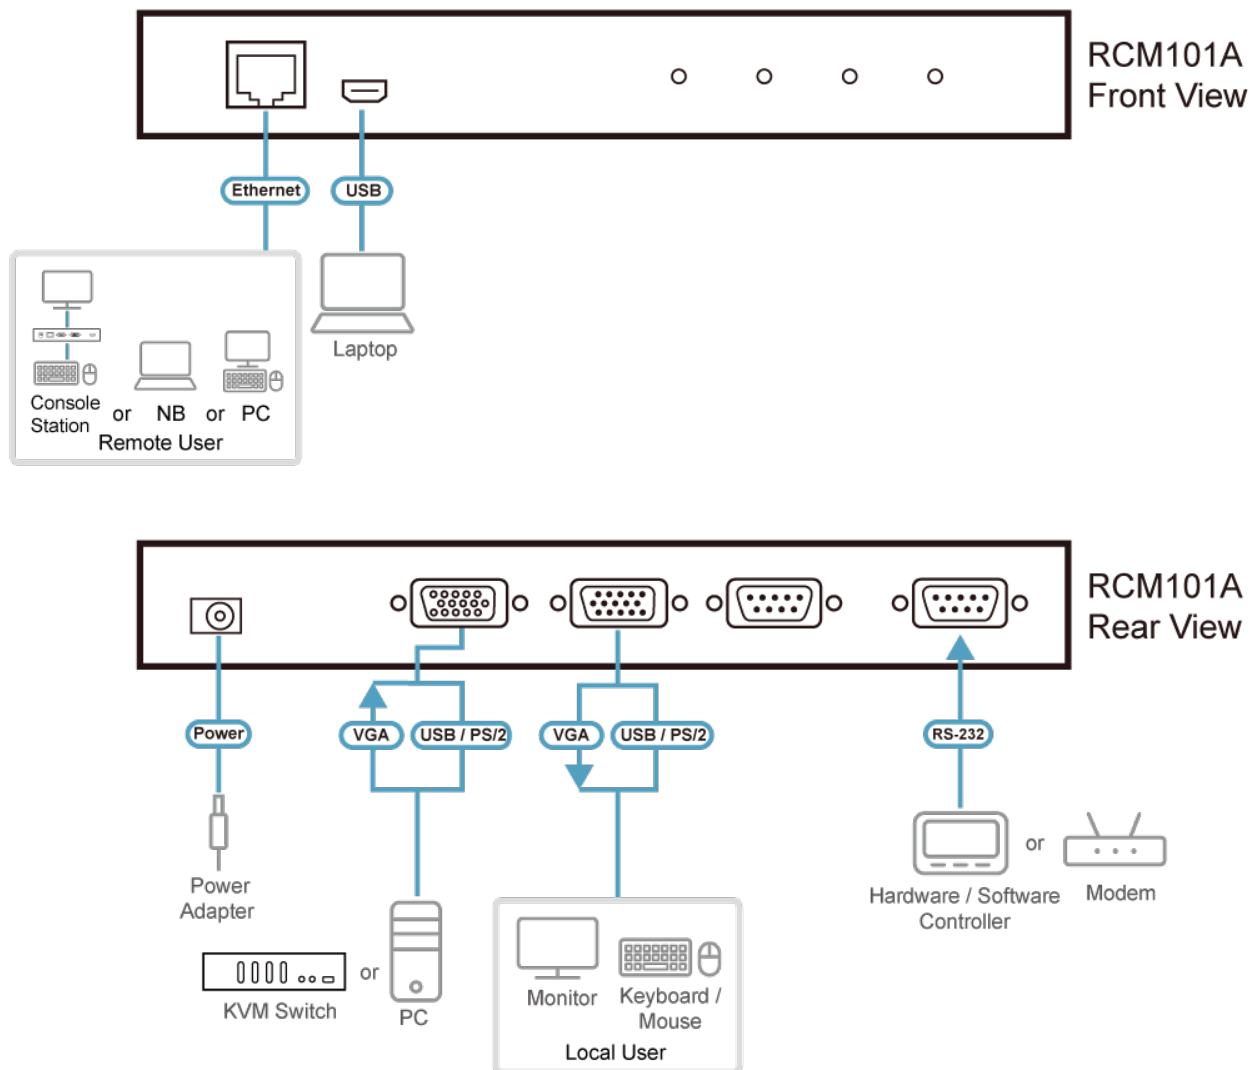 RCM101A
Front View
Ethernet
USB
Laptop
Console
Station
or
NB
or
PC
Remote User
RCM101A
Rear View
Power
VGA
USB / PS/2
VGA
USB / PS/2
RS-232
Power
Adapter
KVM Switch
or
PC
Monitor
Keyboard /
Mouse
Local User
Hardware / Software
Controller
or
Modem